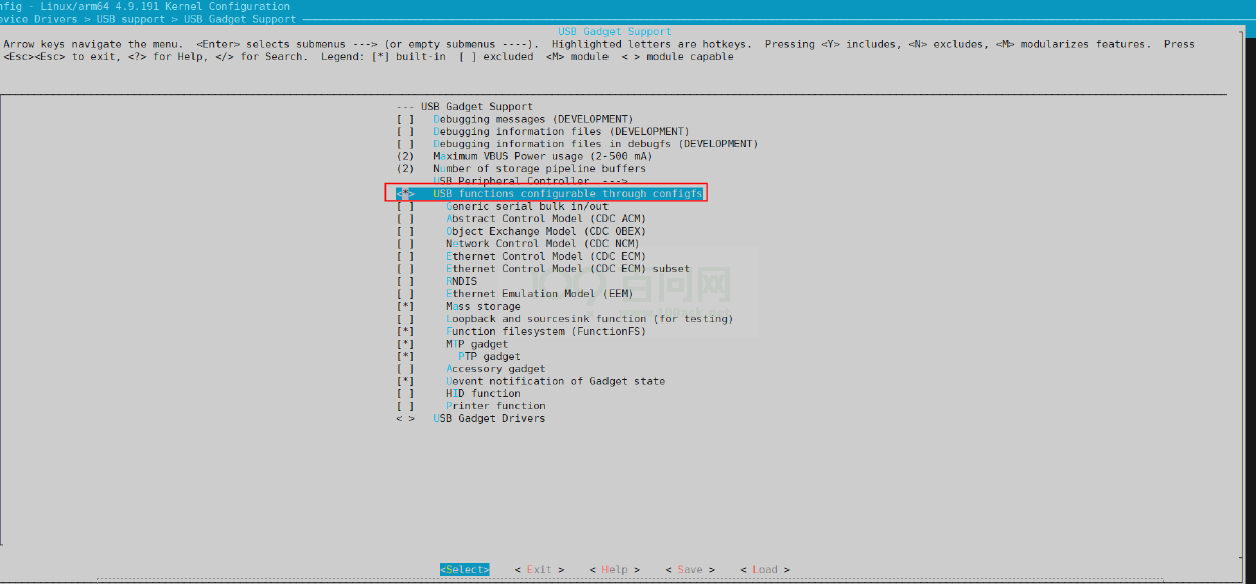 nfig - Linux/arm64 4.9.191 Kernel Configuration
evice Drivers > USB support > USB Gadget Support
USB Gadget Support
Arrow keys navigate the menu.  <Enter> selects submenus ---> (or empty submenus ----).  Highlighted letters are hotkeys.  Pressing <Y> includes, <N> excludes, <M> modularizes features.  Press
<Esc><Esc> to exit, <?> for Help, </> for Search.  Legend: [*] built-in  [ ] excluded  <M> module  < > module capable
--- USB Gadget Support
[ ]   Debugging messages (DEVELOPMENT)
[ ]   Debugging information files (DEVELOPMENT)
[ ]   Debugging information files in debugfs (DEVELOPMENT)
(2)   Maximum VBUS Power usage (2-500 mA)
(2)   Number of storage pipeline buffers
USB Peripheral Controller  --->
<*>   USB functions configurable through configfs
[ ]     Generic serial bulk in/out
[ ]     Abstract Control Model (CDC ACM)
[ ]     Object Exchange Model (CDC OBEX)
[ ]     Network Control Model (CDC NCM)
[ ]     Ethernet Control Model (CDC ECM)
[ ]     Ethernet Control Model (CDC ECM) subset
[ ]     RNDIS
[ ]     Ethernet Emulation Model (EEM)
[*]     Mass storage
[ ]     Loopback and sourcesink function (for testing)
[*]     Function filesystem (FunctionFS)
[*]     MTP gadget
[*]       PTP gadget
[ ]     Accessory gadget
[*]     Uevent notification of Gadget state
[ ]     HID function
[ ]     Printer function
< >   USB Gadget Drivers
百问网
<Select>    < Exit >    < Help >    < Save >    < Load >